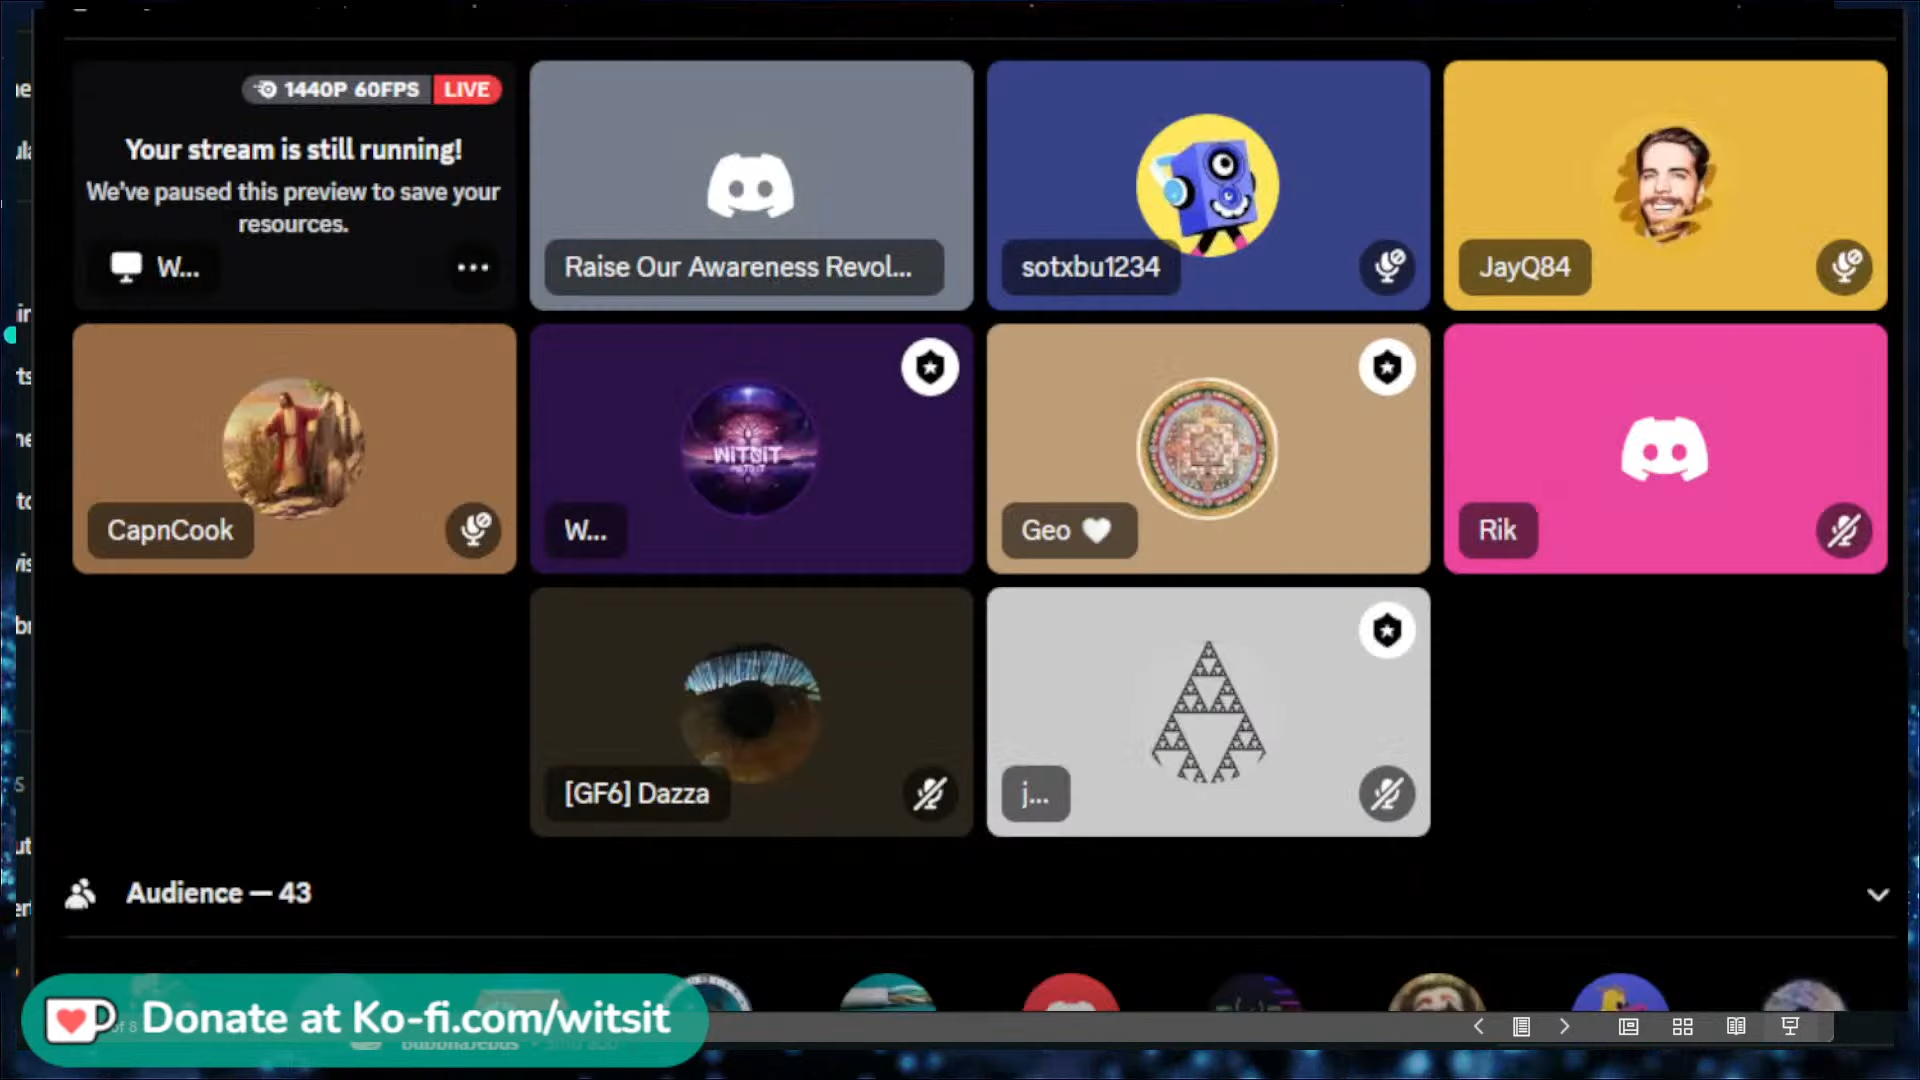 1440P 60FPS LIVE
Your stream is still running!
We've paused this preview to save your
resources.
W...
Raise Our Awareness Revol...
sotxbu1234
JayQ84
CapnCook
WITSIT
W...
Geo
Rik
[GF6] Dazza
j...
Audience — 43
Donate at Ko-fi.com/witsit